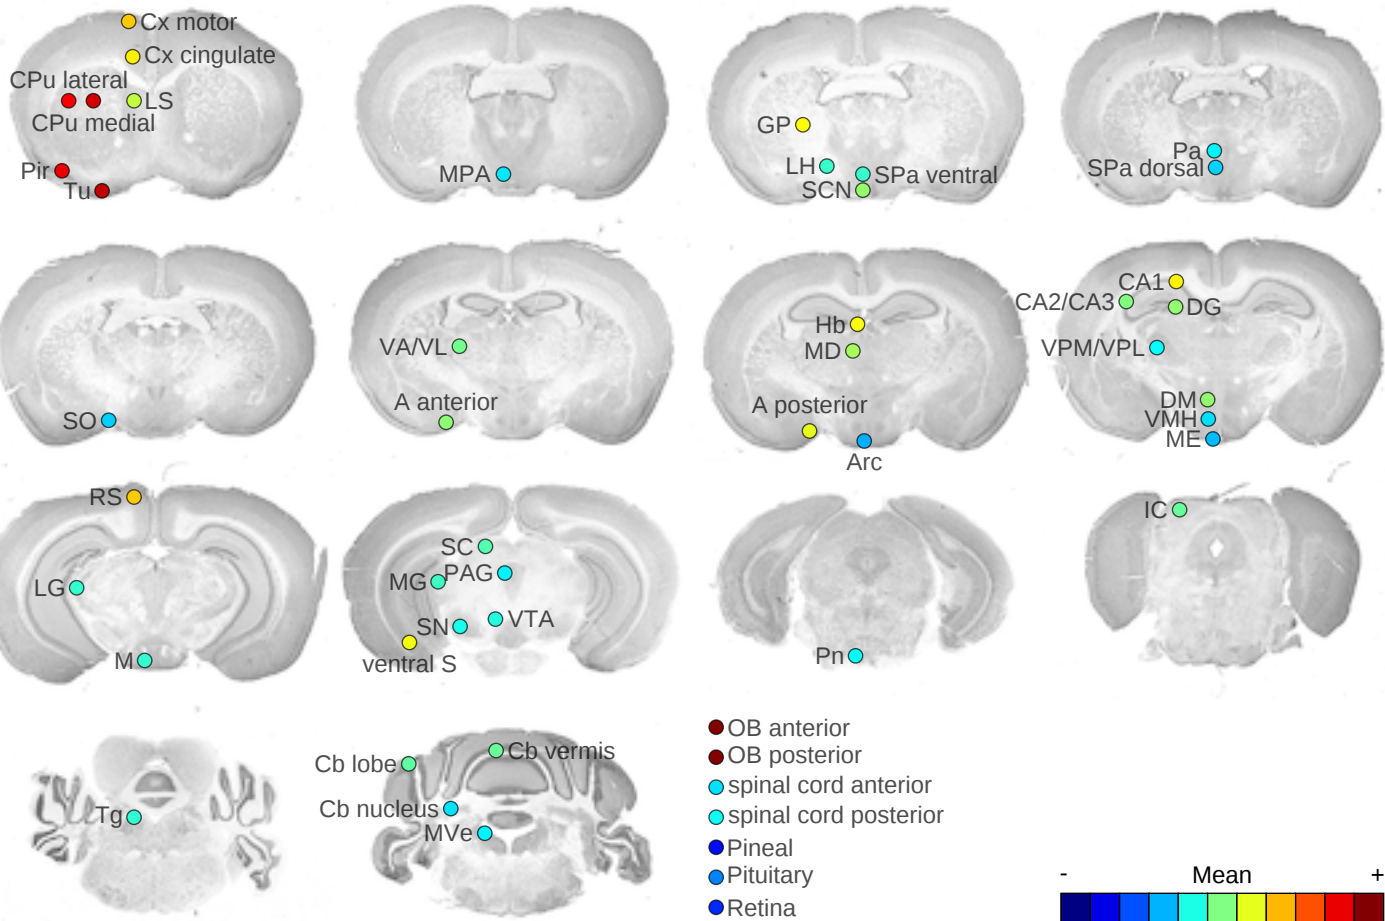 Cx motor
Cx cingulate
CPu lateral
LS
CPu medial
Pir
Tu
MPA
GP
LH
SPa ventral
SCN
Pa
SPa dorsal
SO
VA/VL
A anterior
Hb
MD
A posterior
Arc
CA1
CA2/CA3
DG
VPM/VPL
DM
VMH
ME
RS
LG
M
SC
MG
PAG
SN
VTA
ventral S
Pn
IC
Tg
Cb lobe
Cb vermis
Cb nucleus
MVe
OB anterior
OB posterior
spinal cord anterior
spinal cord posterior
Pineal
Pituitary
Retina
- Mean +